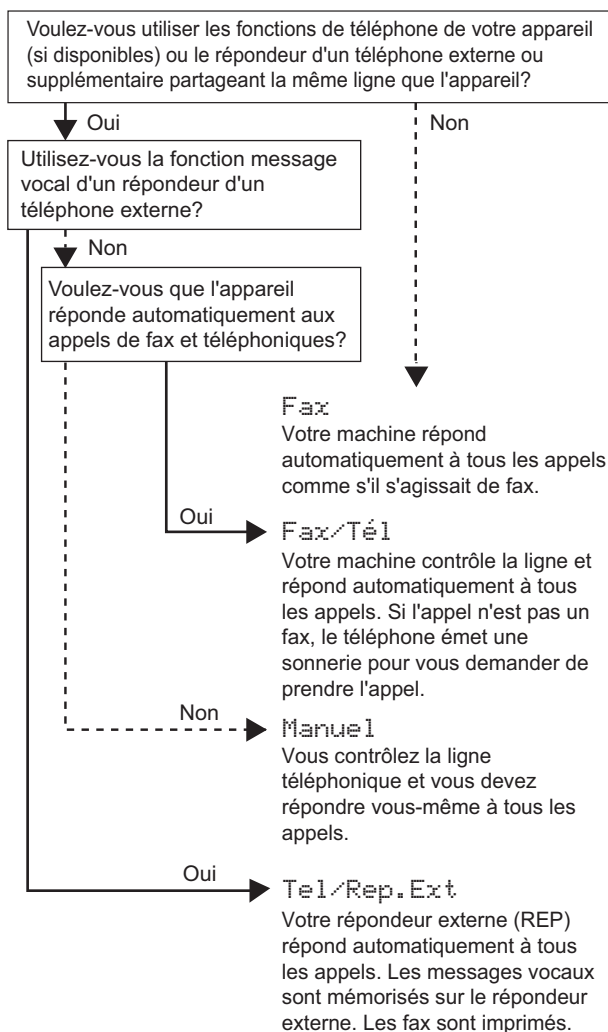 Voulez-vous utiliser les fonctions de téléphone de votre appareil
(si disponibles) ou le répondeur d'un téléphone externe ou
supplémentaire partageant la même ligne que l'appareil?
Oui
Non
Utilisez-vous la fonction message
vocal d'un répondeur d'un
téléphone externe?
Non
Voulez-vous que l'appareil
réponde automatiquement aux
appels de fax et téléphoniques?
Fax
Votre machine répond
automatiquement à tous les appels
comme s'il s'agissait de fax.
Oui
Fax/Tél
Votre machine contrôle la ligne et
répond automatiquement à tous
les appels. Si l'appel n'est pas un
fax, le téléphone émet une
sonnerie pour vous demander de
prendre l'appel.
Non
Manuel
Vous contrôlez la ligne
téléphonique et vous devez
répondre vous-même à tous les
appels.
Oui
Tel/Rep.Ext
Votre répondeur externe (REP)
répond automatiquement à tous
les appels. Les messages vocaux
sont mémorisés sur le répondeur
externe. Les fax sont imprimés.